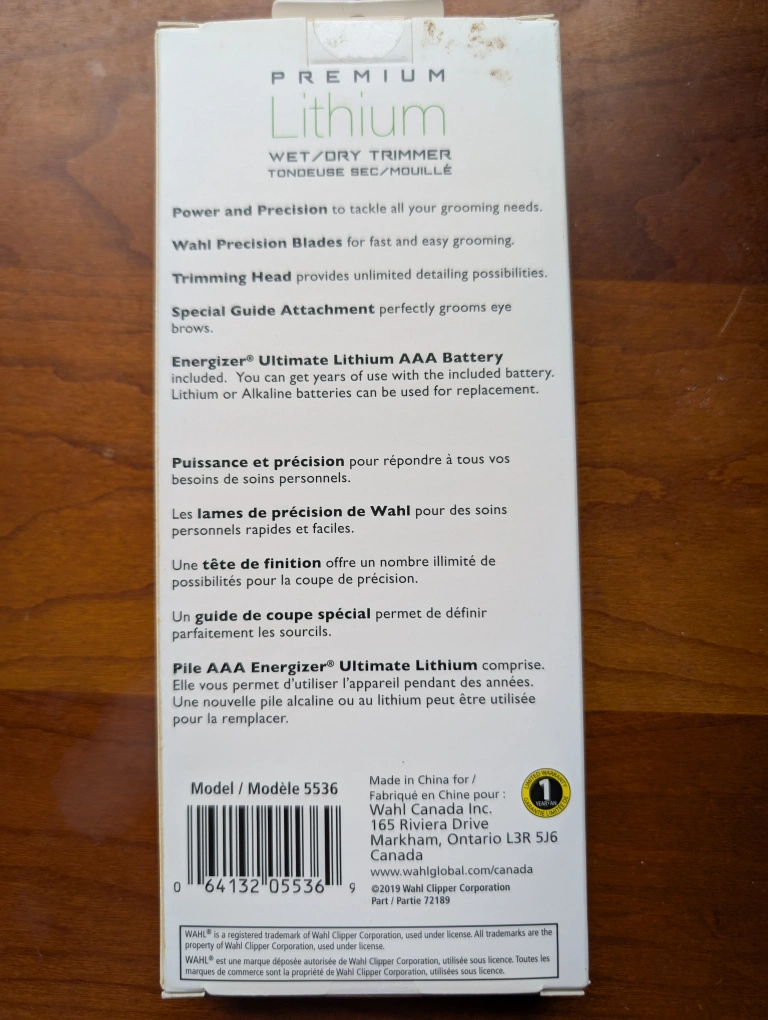 PREMIUM
Lithium
WET/DRY TRIMMER
TONDEUSE SEC/MOUILLÉ
Power and Precision to tackle all your grooming needs.
Wahl Precision Blades for fast and easy grooming.
Trimming Head provides unlimited detailing possibilities.
Special Guide Attachment perfectly grooms eye
brows.
Energizer® Ultimate Lithium AAA Battery
included. You can get years of use with the included battery.
Lithium or Alkaline batteries can be used for replacement.
Puissance et précision pour répondre à tous vos
besoins de soins personnels.
Les lames de précision de Wahl pour des soins
personnels rapides et faciles.
Une tête de finition offre un nombre illimité de
possibilités pour la coupe de précision.
Un guide de coupe spécial permet de définir
parfaitement les sourcils.
Pile AAA Energizer® Ultimate Lithium comprise.
Elle vous permet d'utiliser l'appareil pendant des années.
Une nouvelle pile alcaline ou au lithium peut être utilisée
pour la remplacer.
Model / Modèle 5536
0 64132 05536 9
Made in China for /
Fabriqué en Chine pour :
Wahl Canada Inc.
165 Riviera Drive
Markham, Ontario L3R 5J6
Canada
www.wahlglobal.com/canada
©2019 Wahl Clipper Corporation
Part / Partie 72189
LIMITED WARRANTY
1
YEAR•AN
GARANTIE LIMITÉE DE
WAHL® is a registered trademark of Wahl Clipper Corporation, used under license. All trademarks are the
property of Wahl Clipper Corporation, used under license.
WAHL® est une marque déposée autorisée de Wahl Clipper Corporation, utilisée sous licence. Toutes les
marques de commerce sont la propriété de Wahl Clipper Corporation, utilisées sous licence.